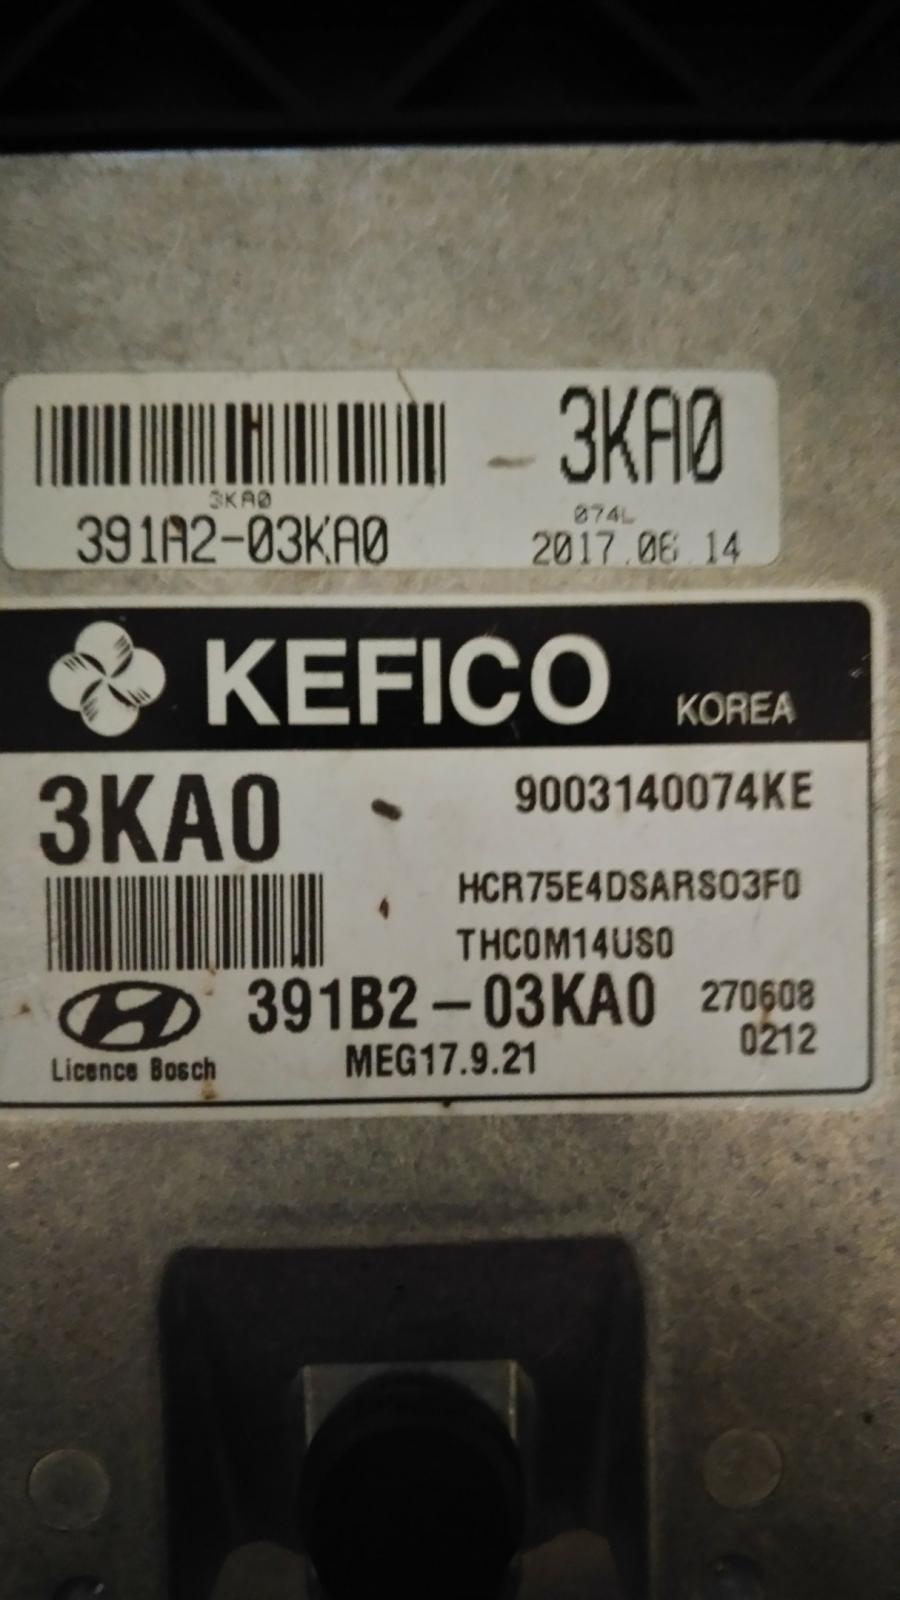 3KA0
3KA0
391A2-03KA0
074L
2017.06.14
KEFICO
KOREA
3KA0
9003140074KE
HCR75E4DSARS03F0
THC0M14US0
391B2-03KA0
270608
0212
Licence Bosch
MEG17.9.21